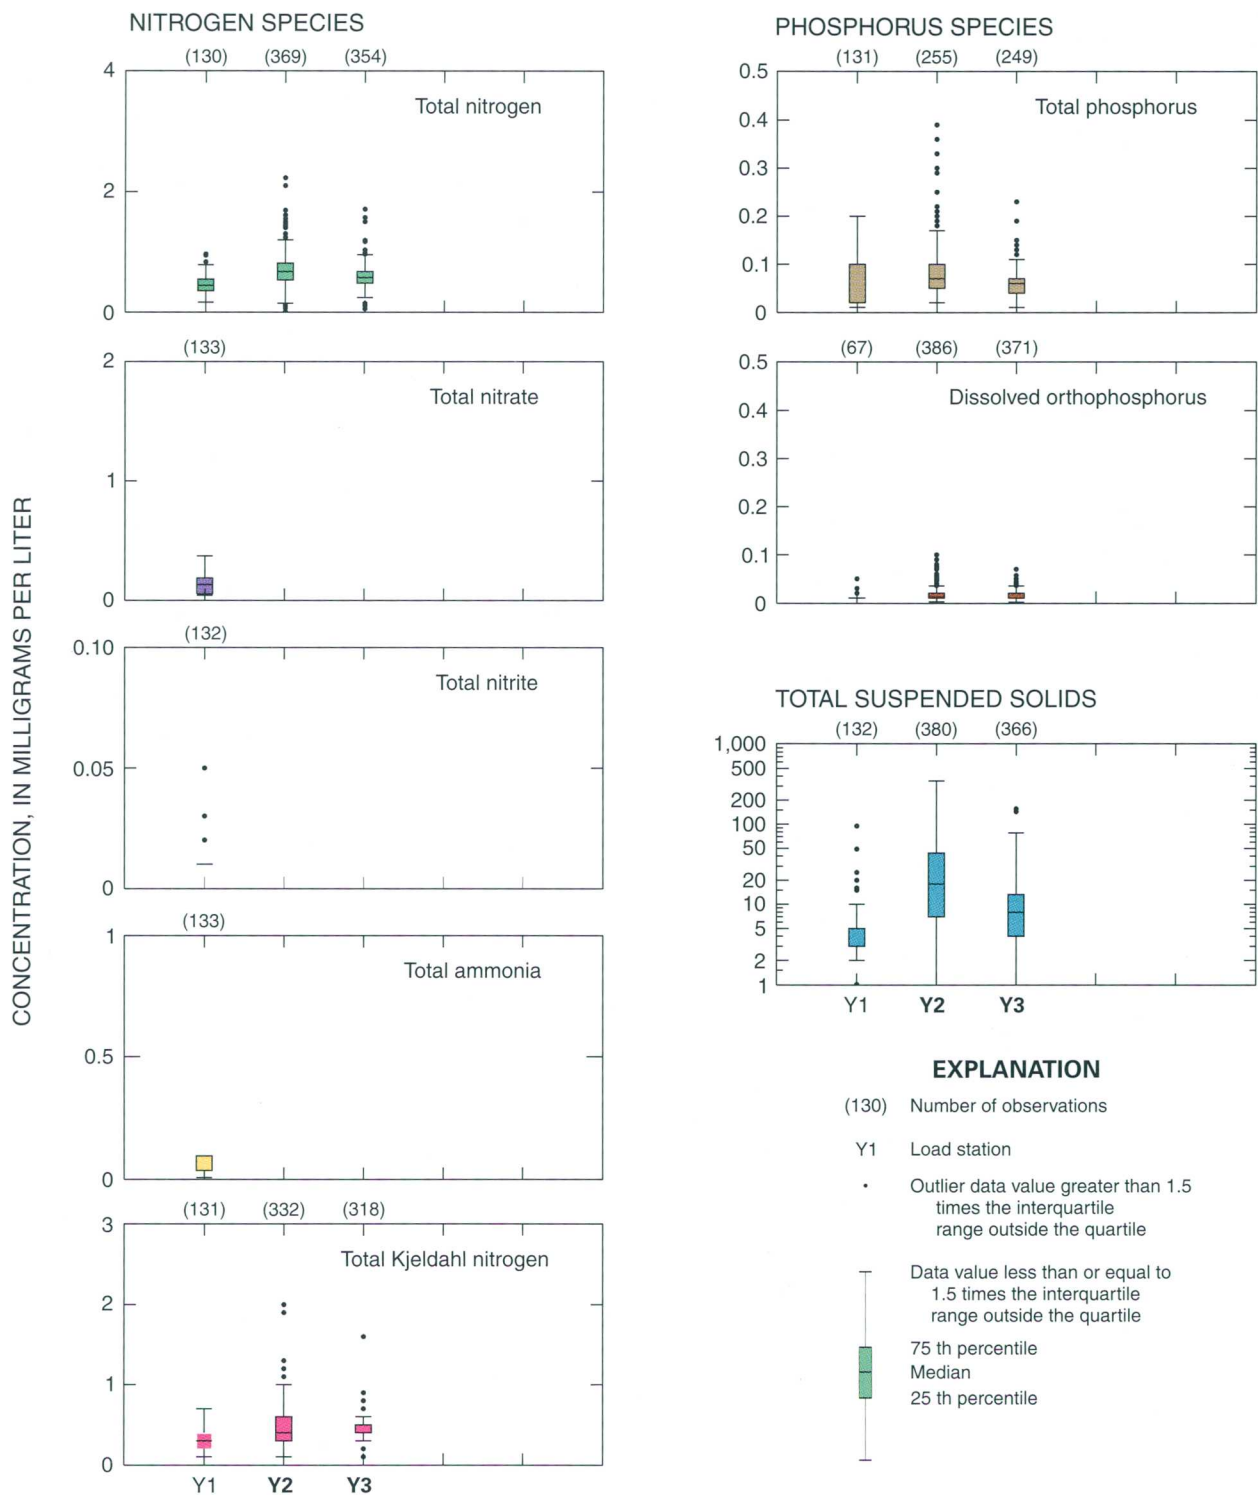 NITROGEN SPECIES
(130) (369) (354)
4
Total nitrogen
2
0
(133)
2
Total nitrate
1
0
(132)
0.10
Total nitrite
0.05
0
(133)
1
Total ammonia
0.5
0
(131) (332) (318)
3
Total Kjeldahl nitrogen
2
1
0
Y1 Y2 Y3
CONCENTRATION, IN MILLIGRAMS PER LITER
PHOSPHORUS SPECIES
(131) (255) (249)
0.5
Total phosphorus
0.4
0.3
0.2
0.1
0
(67) (386) (371)
0.5
Dissolved orthophosphorus
0.4
0.3
0.2
0.1
0
TOTAL SUSPENDED SOLIDS
(132) (380) (366)
1,000
500
200
100
50
20
10
5
2
1
Y1 Y2 Y3
EXPLANATION
(130) Number of observations
Y1 Load station
Outlier data value greater than 1.5
times the interquartile
range outside the quartile
Data value less than or equal to
1.5 times the interquartile
range outside the quartile
75 th percentile
Median
25 th percentile